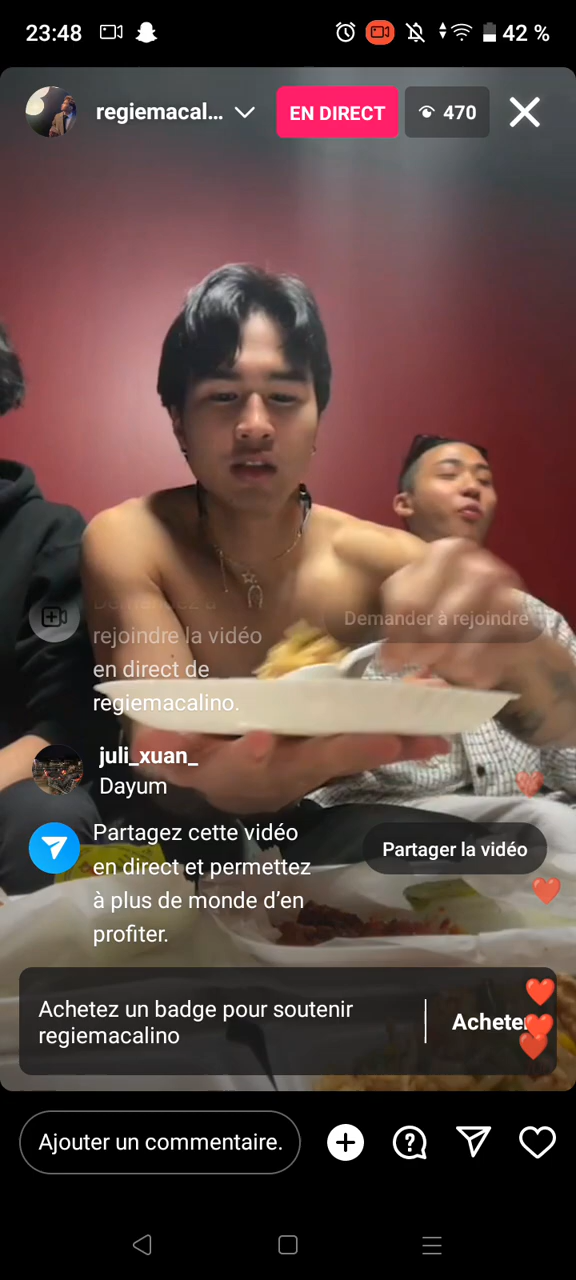 23:48
42 %
regiemacal...
EN DIRECT
470
Demandez à
rejoindre la vidéo
en direct de
regiemacalino.
Demander à rejoindre
juli_xuan_
Dayum
Partagez cette vidéo
en direct et permettez
à plus de monde d'en
profiter.
Partager la vidéo
Achetez un badge pour soutenir
regiemacalino
Acheter
Ajouter un commentaire.